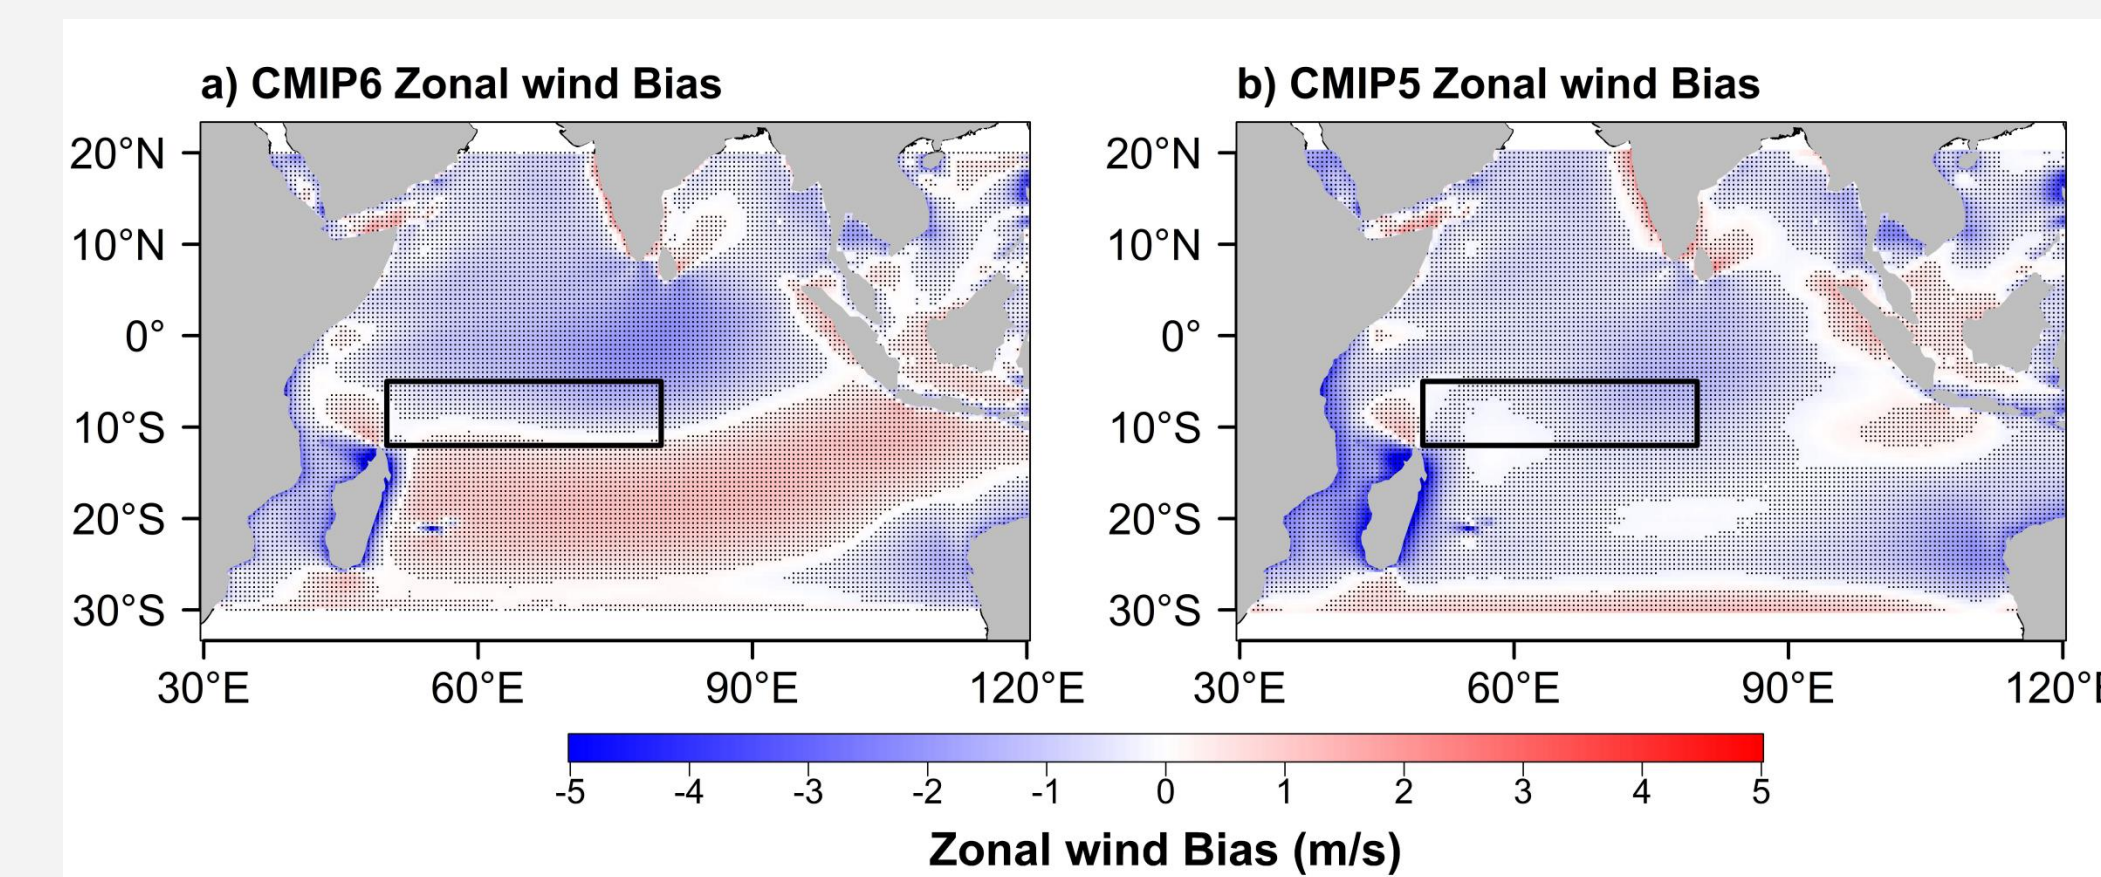 a) CMIP6 Zonal wind Bias
20°N
10°N
0°
10°S
20°S
30°S
30°E 60°E 90°E 120°E
b) CMIP5 Zonal wind Bias
20°N
10°N
0°
10°S
20°S
30°S
30°E 60°E 90°E 120°E
-5 -4 -3 -2 -1 0 1 2 3 4 5
Zonal wind Bias (m/s)